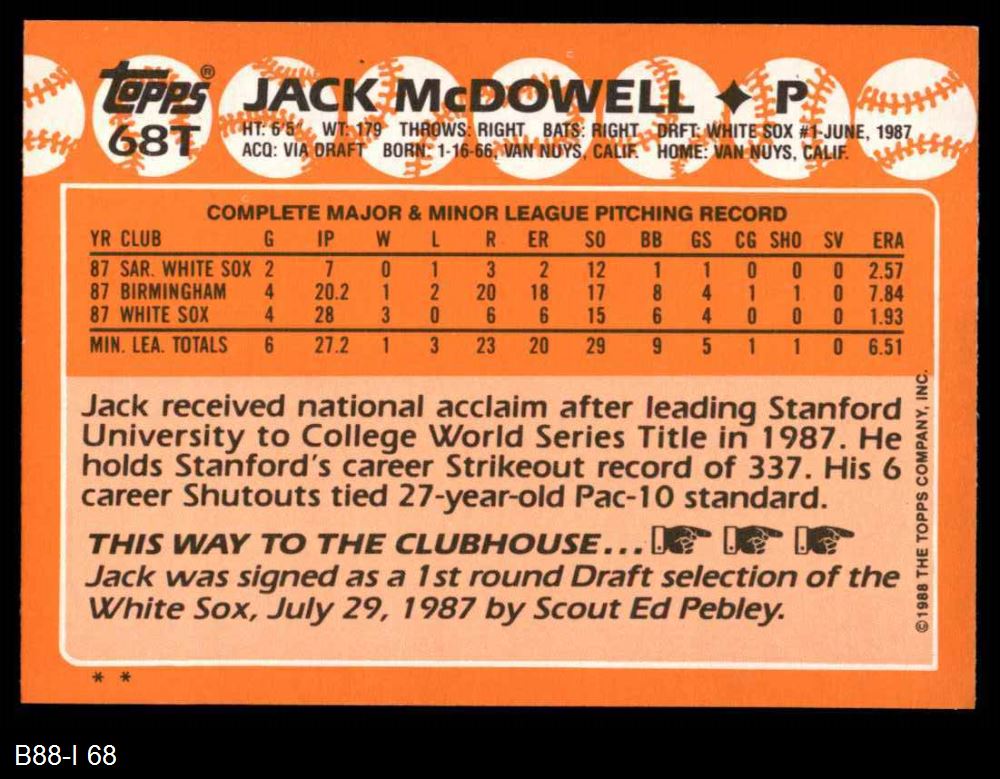 Topps® JACK McDOWELL ✦ P
68T HT: 6'5" WT: 179 THROWS: RIGHT BATS: RIGHT DRFT: WHITE SOX #1-JUNE, 1987
ACQ: VIA DRAFT BORN: 1-16-66, VAN NUYS, CALIF. HOME: VAN NUYS, CALIF.
COMPLETE MAJOR & MINOR LEAGUE PITCHING RECORD
YR CLUB G IP W L R ER SO BB GS CG SHO SV ERA
87 SAR. WHITE SOX 2 7 0 1 3 2 12 1 1 0 0 0 2.57
87 BIRMINGHAM 4 20.2 1 2 20 18 17 8 4 1 1 0 7.84
87 WHITE SOX 4 28 3 0 6 6 15 6 4 0 0 0 1.93
MIN. LEA. TOTALS 6 27.2 1 3 23 20 29 9 5 1 1 0 6.51
Jack received national acclaim after leading Stanford
University to College World Series Title in 1987. He
holds Stanford's career Strikeout record of 337. His 6
career Shutouts tied 27-year-old Pac-10 standard.
THIS WAY TO THE CLUBHOUSE...
Jack was signed as a 1st round Draft selection of the
White Sox, July 29, 1987 by Scout Ed Pebley.
©1988 THE TOPPS COMPANY, INC.
* *
B88-I 68